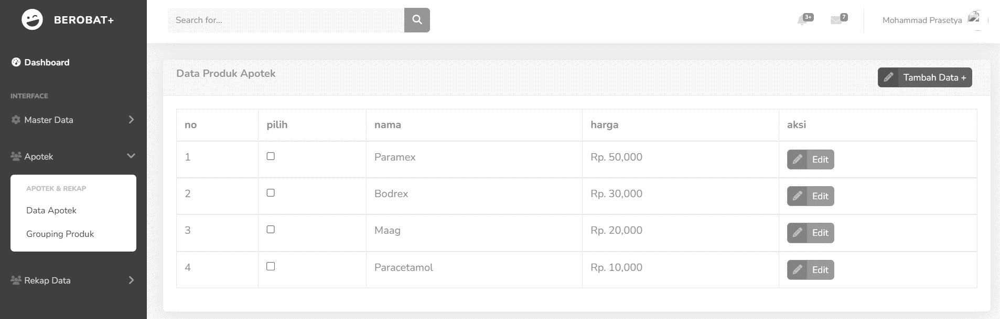 BEROBAT+
Search for...
3+
7
Mohammad Prasetya
Dashboard
INTERFACE
Master Data
Apotek
APOTEK & REKAP
Data Apotek
Grouping Produk
Rekap Data
Data Produk Apotek
Tambah Data +
no pilih nama harga aksi
1 Paramex Rp. 50,000 Edit
2 Bodrex Rp. 30,000 Edit
3 Maag Rp. 20,000 Edit
4 Paracetamol Rp. 10,000 Edit